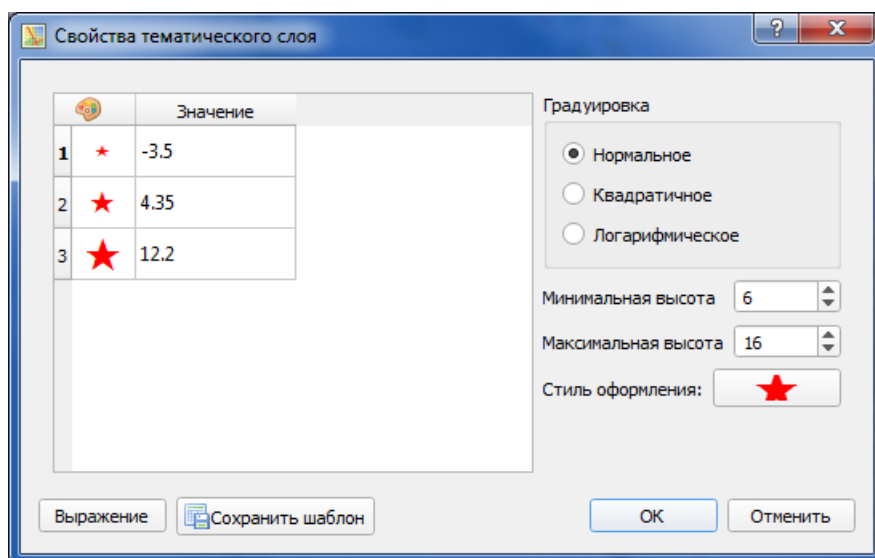 Свойства тематического слоя
Значение
1 -3.5
2 4.35
3 12.2
Градуировка
Нормальное
Квадратичное
Логарифмическое
Минимальная высота 6
Максимальная высота 16
Стиль оформления:
Выражение Сохранить шаблон OK Отменить